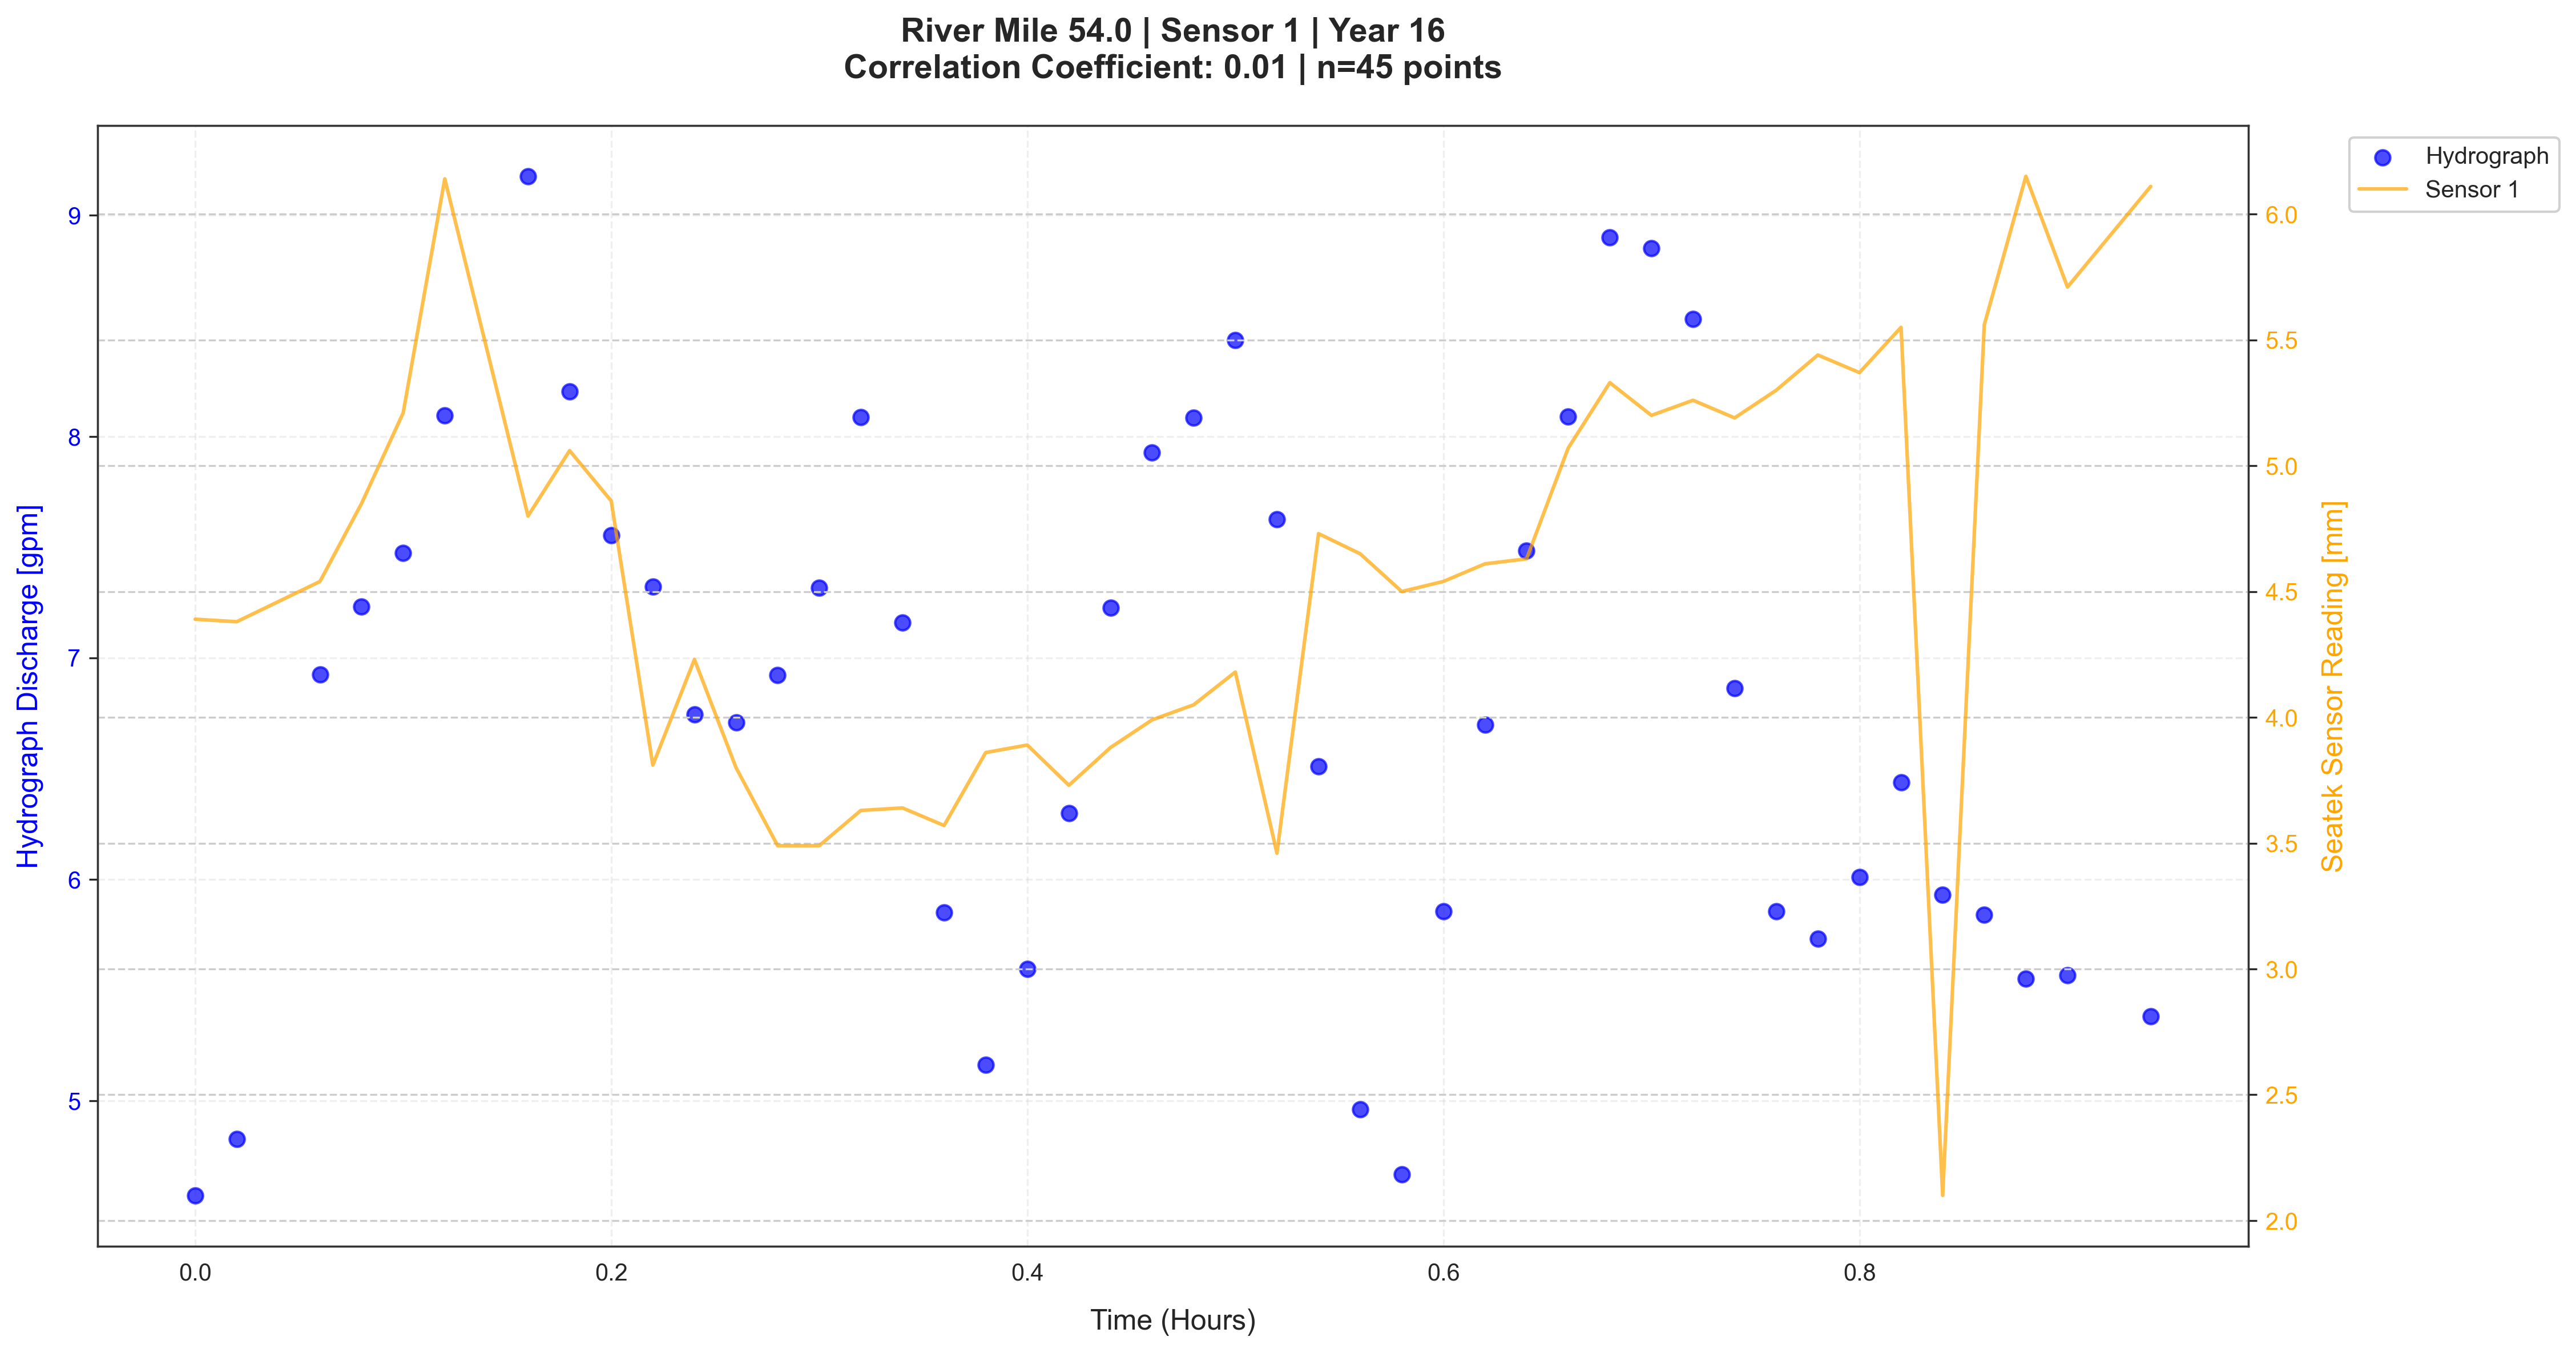 River Mile 54.0 | Sensor 1 | Year 16
Correlation Coefficient: 0.01 | n=45 points
Hydrograph
Sensor 1
Hydrograph Discharge [gpm]
9
8
7
6
5
6.0
5.5
5.0
4.5
4.0
3.5
3.0
2.5
2.0
Seatek Sensor Reading [mm]
0.0 0.2 0.4 0.6 0.8
Time (Hours)